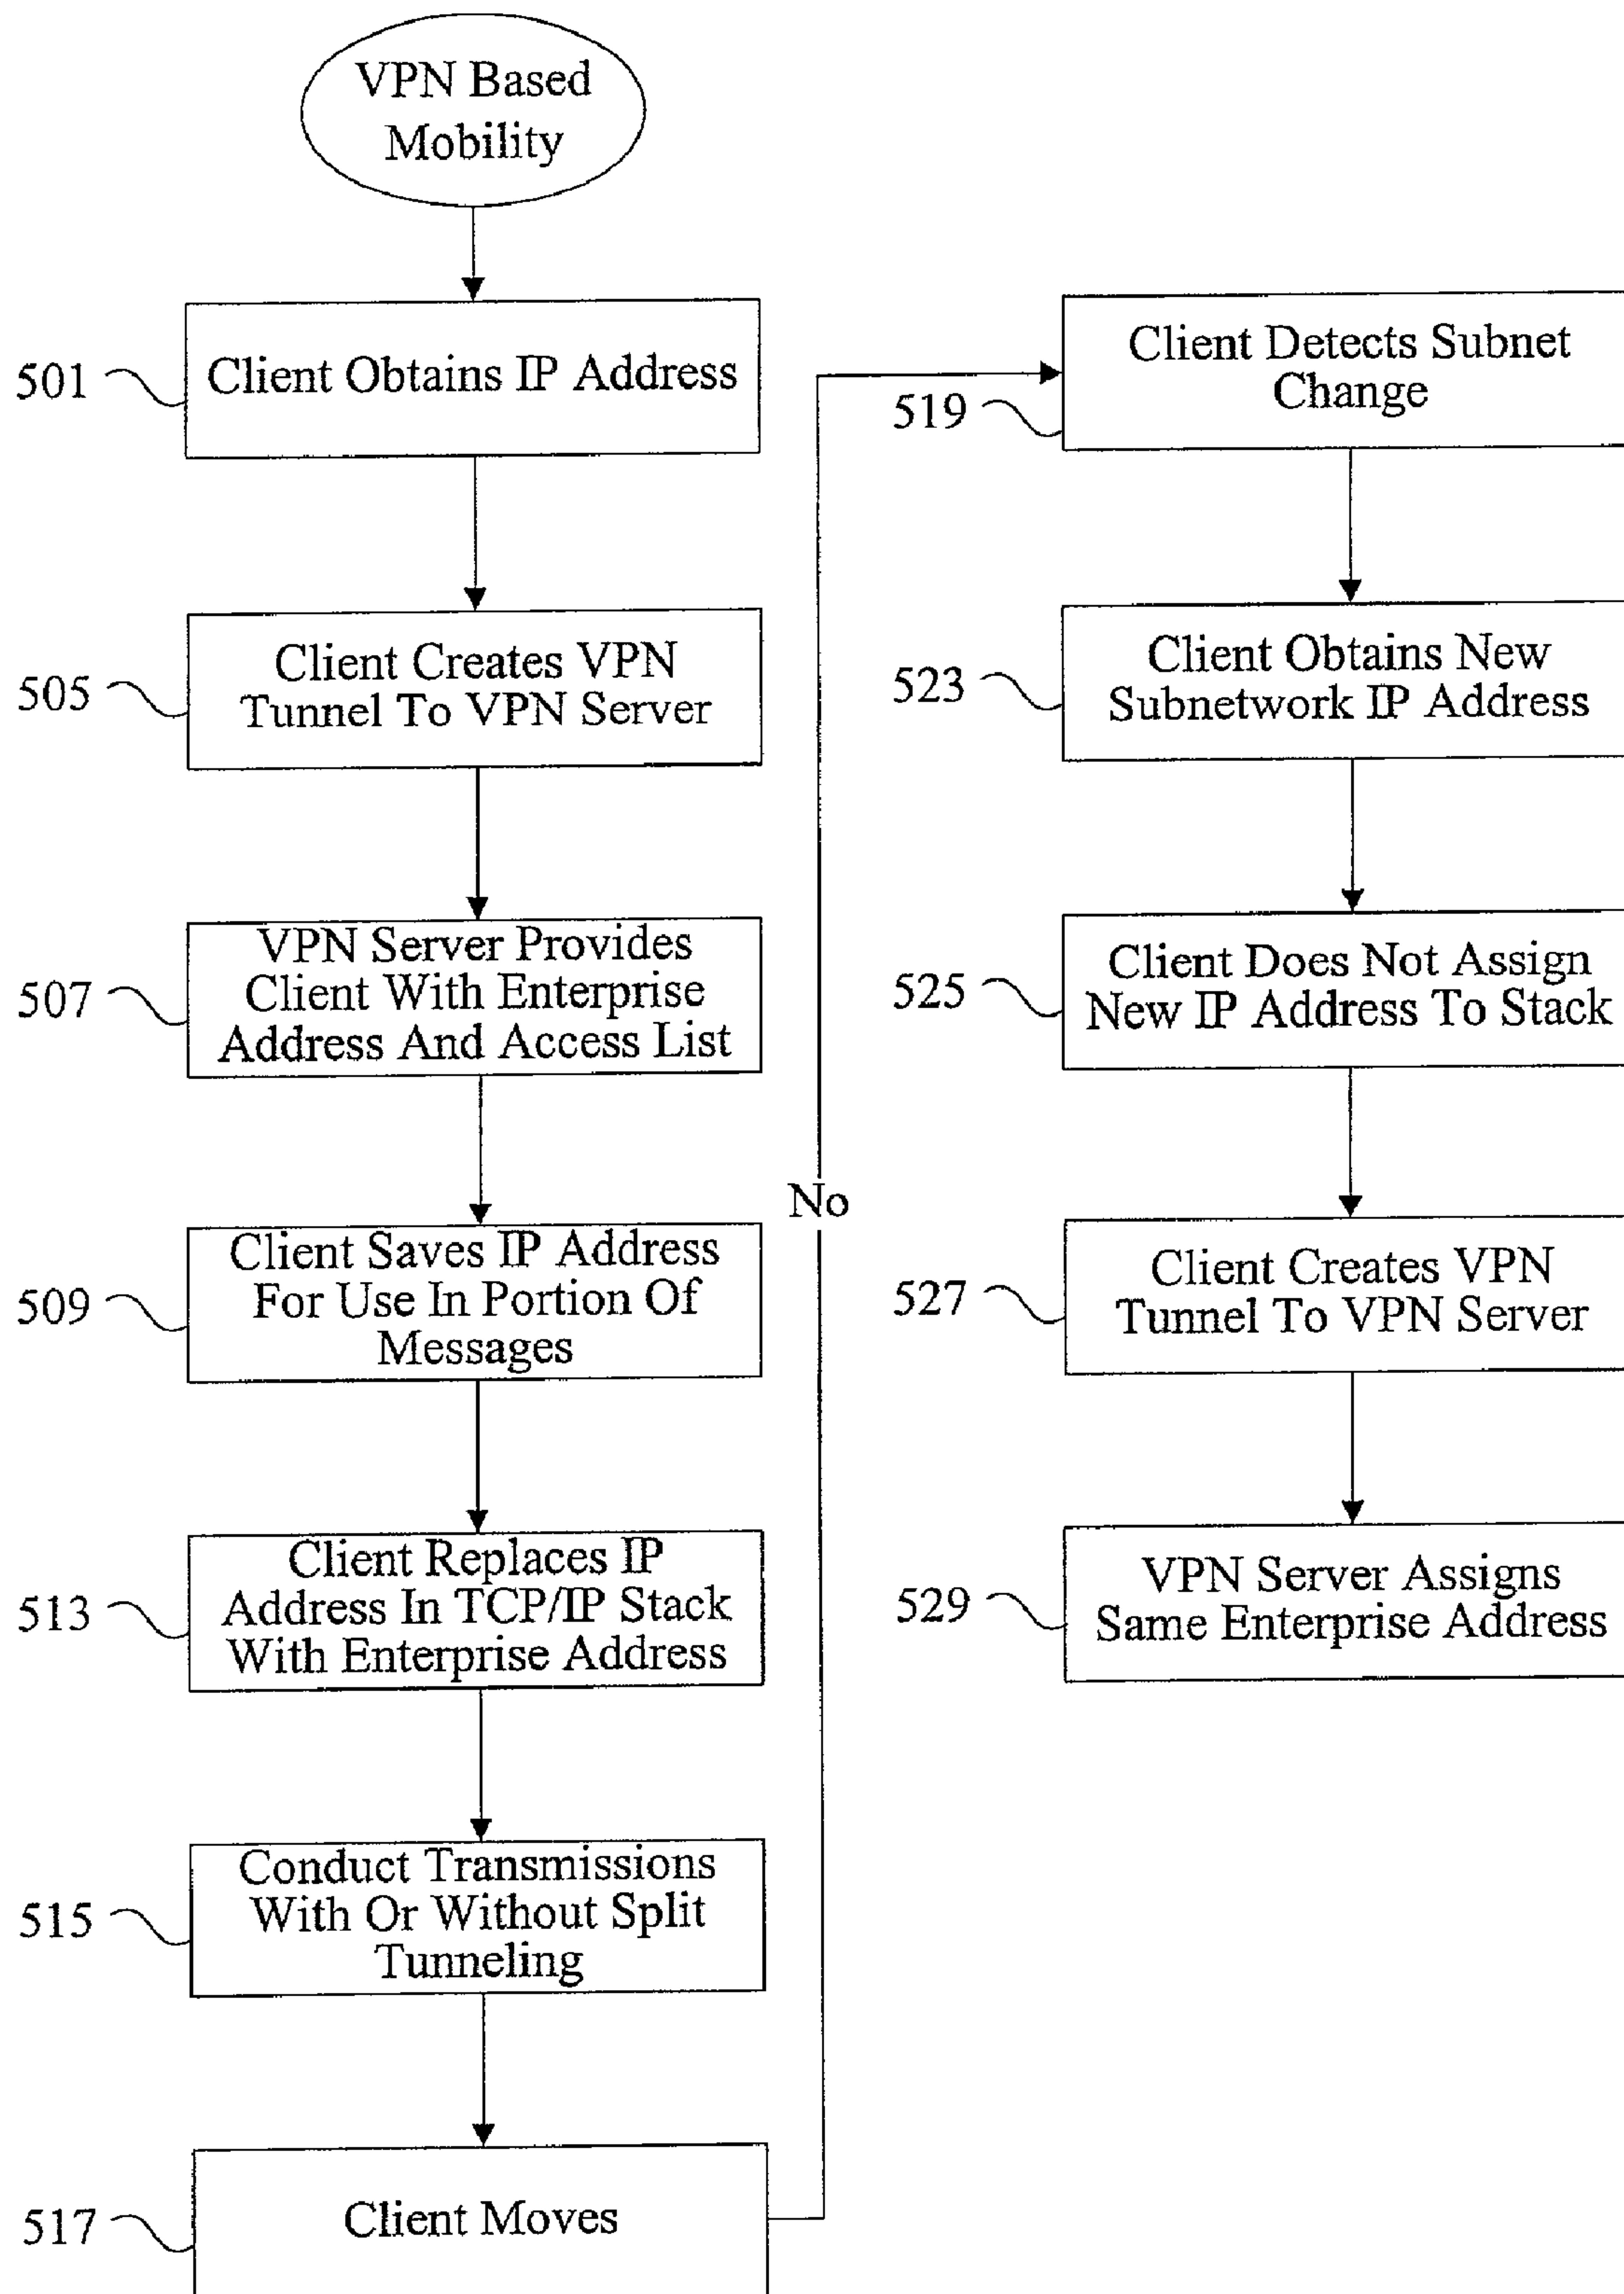 VPN Based
Mobility
501
Client Obtains IP Address
505
Client Creates VPN
Tunnel To VPN Server
507
VPN Server Provides
Client With Enterprise
Address And Access List
509
Client Saves IP Address
For Use In Portion Of
Messages
513
Client Replaces IP
Address In TCP/IP Stack
With Enterprise Address
515
Conduct Transmissions
With Or Without Split
Tunneling
517
Client Moves
No
519
Client Detects Subnet
Change
523
Client Obtains New
Subnetwork IP Address
525
Client Does Not Assign
New IP Address To Stack
527
Client Creates VPN
Tunnel To VPN Server
529
VPN Server Assigns
Same Enterprise Address